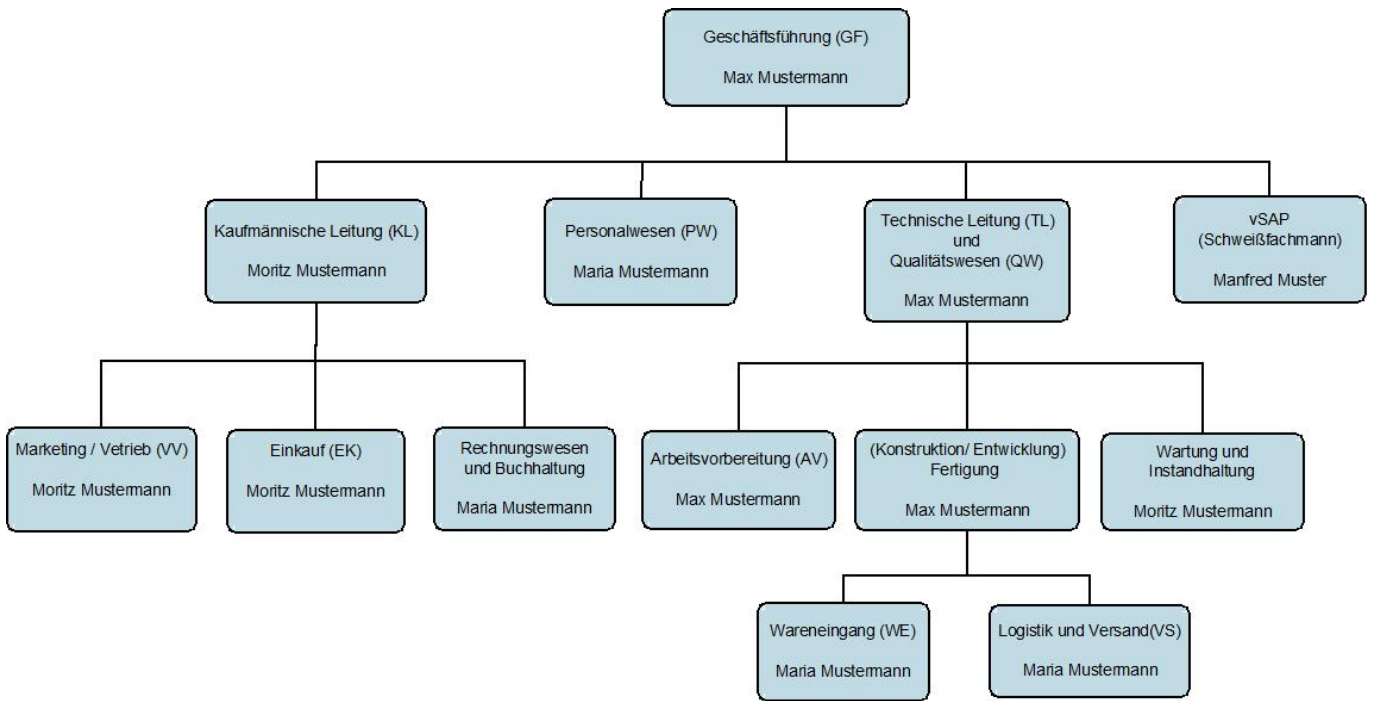 Geschäftsführung (GF)
Max Mustermann
Kaufmännische Leitung (KL)
Moritz Mustermann
Personalwesen (PW)
Maria Mustermann
Technische Leitung (TL)
und
Qualitätswesen (QW)
Max Mustermann
vSAP
(Schweißfachmann)
Manfred Muster
Marketing / Vetrieb (VV)
Moritz Mustermann
Einkauf (EK)
Moritz Mustermann
Rechnungswesen
und Buchhaltung
Maria Mustermann
Arbeitsvorbereitung (AV)
Max Mustermann
(Konstruktion/ Entwicklung)
Fertigung
Max Mustermann
Wartung und
Instandhaltung
Moritz Mustermann
Wareneingang (WE)
Maria Mustermann
Logistik und Versand(VS)
Maria Mustermann